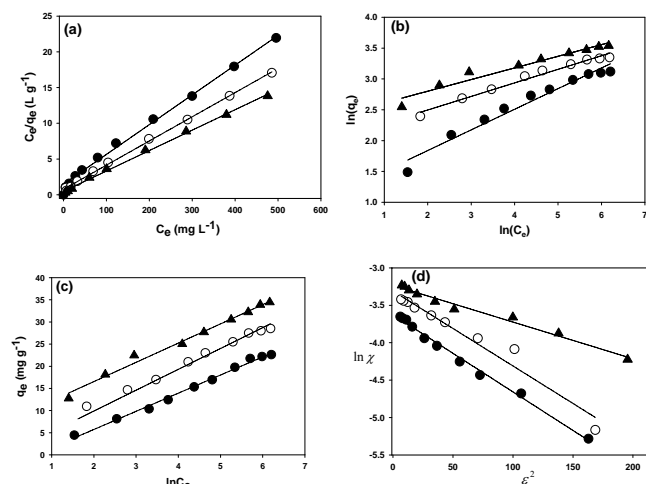 (a)
25
20
15
10
5
0
Cₑ/qₑ (L g⁻¹)
0 100 200 300 400 500 600
Cₑ (mg L⁻¹)
(b)
4.0
3.5
3.0
2.5
2.0
1.5
1.0
ln(qₑ)
1 2 3 4 5 6 7
ln(Cₑ)
(c)
40
35
30
25
20
15
10
5
0
qₑ (mg g⁻¹)
1 2 3 4 5 6 7
lnCₑ
(d)
-3.0
-3.5
-4.0
-4.5
-5.0
-5.5
ln χ
0 50 100 150 200
ε²